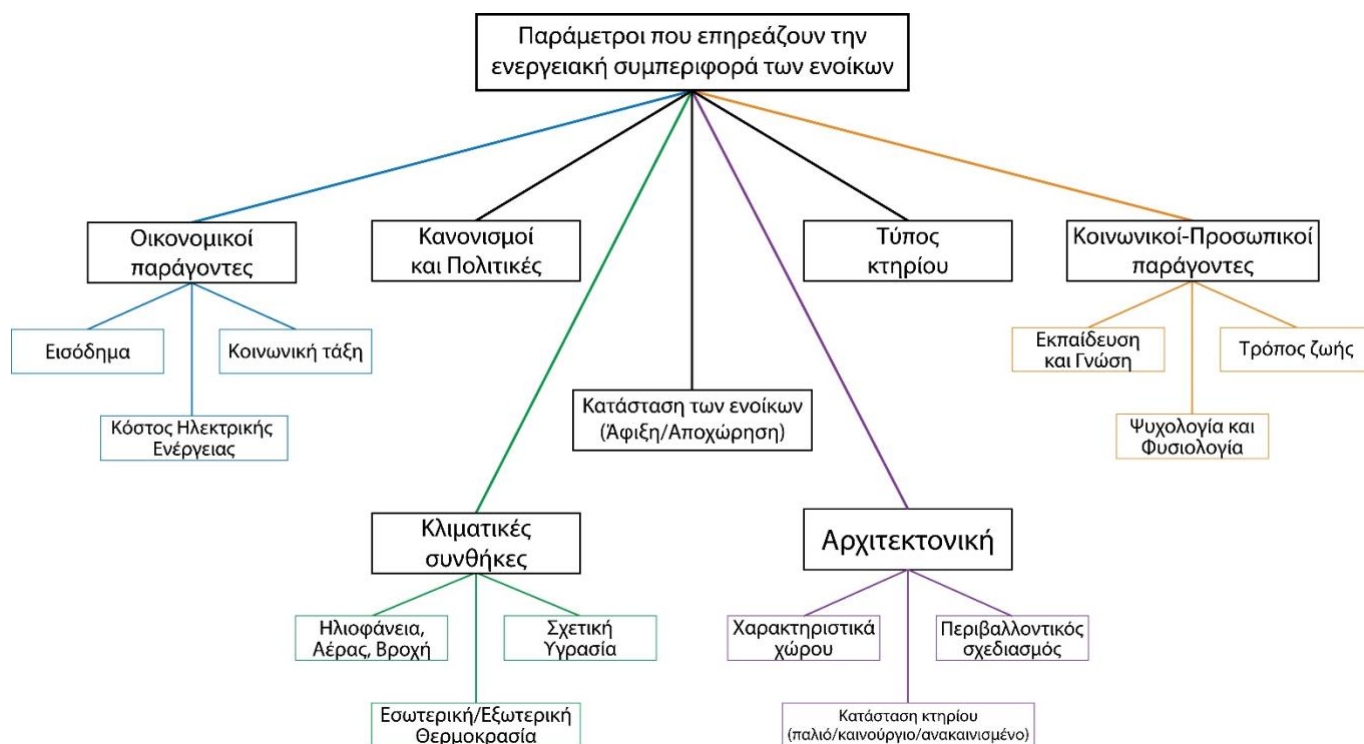 Παράμετροι που επηρεάζουν την
ενεργειακή συμπεριφορά των ενοίκων
Οικονομικοί
παράγοντες
Κανονισμοί
και Πολιτικές
Τύπος
κτηρίου
Κοινωνικοί-Προσωπικοί
παράγοντες
Εισόδημα
Κοινωνική τάξη
Κόστος Ηλεκτρικής
Ενέργειας
Κατάσταση των ενοίκων
(Άφιξη/Αποχώρηση)
Εκπαίδευση
και Γνώση
Τρόπος ζωής
Ψυχολογία και
Φυσιολογία
Κλιματικές
συνθήκες
Αρχιτεκτονική
Ηλιοφάνεια,
Αέρας, Βροχή
Σχετική
Υγρασία
Εσωτερική/Εξωτερική
Θερμοκρασία
Χαρακτηριστικά
χώρου
Περιβαλλοντικός
σχεδιασμός
Κατάσταση κτηρίου
(παλιό/καινούργιο/ανακαινισμένο)